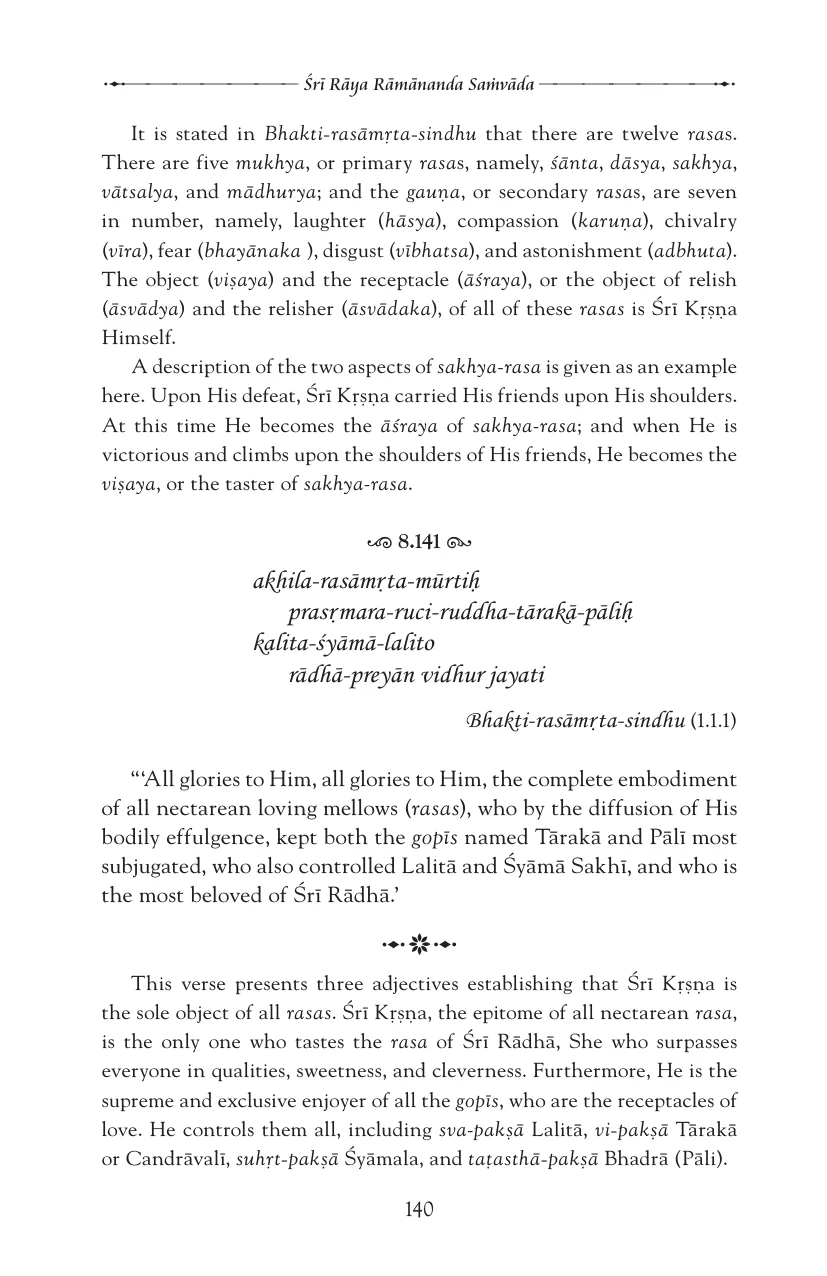 Śrī Rāya Rāmānanda Saṁvāda
It is stated in Bhakti-rasāmṛta-sindhu that there are twelve rasas.
There are five mukhya, or primary rasas, namely, śānta, dāsya, sakhya,
vātsalya, and mādhurya; and the gauṇa, or secondary rasas, are seven
in number, namely, laughter (hāsya), compassion (karuṇa), chivalry
(vīra), fear (bhayānaka ), disgust (vībhatsa), and astonishment (adbhuta).
The object (viṣaya) and the receptacle (āśraya), or the object of relish
(āsvādya) and the relisher (āsvādaka), of all of these rasas is Śrī Kṛṣṇa
Himself.
A description of the two aspects of sakhya-rasa is given as an example
here. Upon His defeat, Śrī Kṛṣṇa carried His friends upon His shoulders.
At this time He becomes the āśraya of sakhya-rasa; and when He is
victorious and climbs upon the shoulders of His friends, He becomes the
viṣaya, or the taster of sakhya-rasa.
8.141
akhila-rasāmṛta-mūrtiḥ
prasṛmara-ruci-ruddha-tārakā-pāliḥ
kalita-śyāmā-lalito
rādhā-preyān vidhur jayati
Bhakṭi-rasāmṛta-sindhu (1.1.1)
“‘All glories to Him, all glories to Him, the complete embodiment
of all nectarean loving mellows (rasas), who by the diffusion of His
bodily effulgence, kept both the gopīs named Tārakā and Pālī most
subjugated, who also controlled Lalitā and Śyāmā Sakhī, and who is
the most beloved of Śrī Rādhā.’
This verse presents three adjectives establishing that Śrī Kṛṣṇa is
the sole object of all rasas. Śrī Kṛṣṇa, the epitome of all nectarean rasa,
is the only one who tastes the rasa of Śrī Rādhā, She who surpasses
everyone in qualities, sweetness, and cleverness. Furthermore, He is the
supreme and exclusive enjoyer of all the gopīs, who are the receptacles of
love. He controls them all, including sva-pakṣā Lalitā, vi-pakṣā Tārakā
or Candrāvalī, suhṛt-pakṣā Śyāmala, and taṭasthā-pakṣā Bhadrā (Pāli).
140